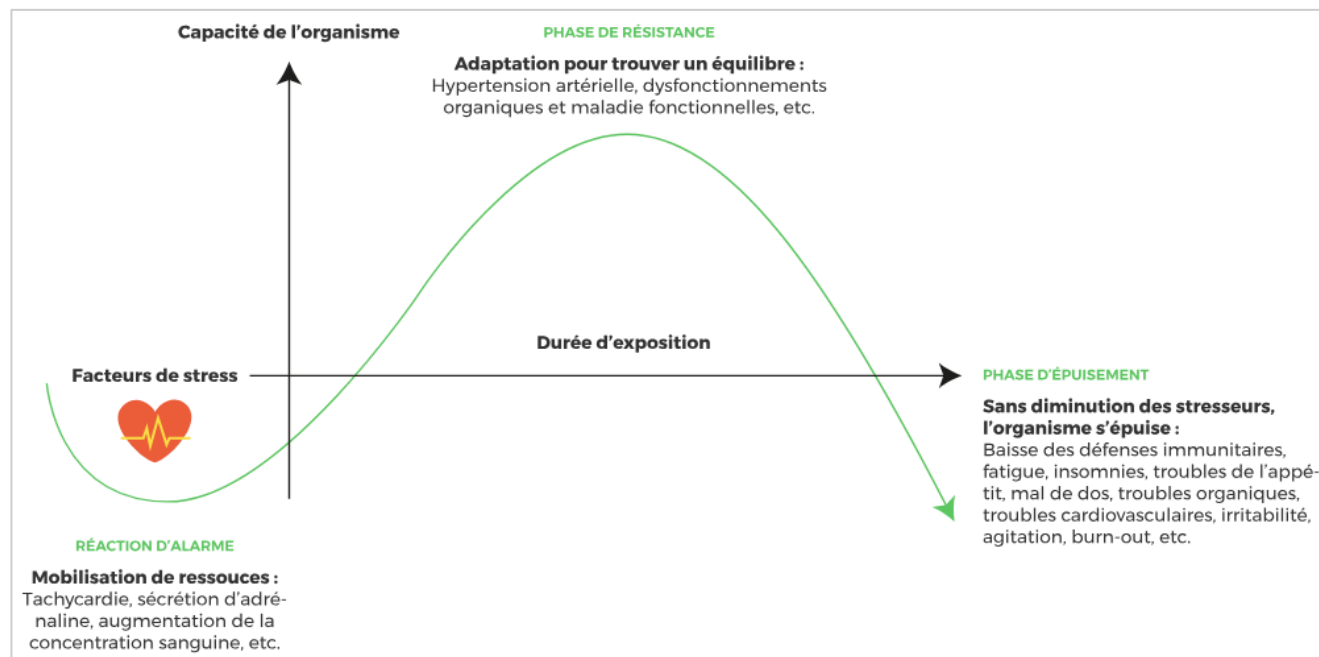 Capacité de l'organisme
PHASE DE RÉSISTANCE
Adaptation pour trouver un équilibre :
Hypertension artérielle, dysfonctionnements
organiques et maladie fonctionnelles, etc.
Durée d'exposition
Facteurs de stress
PHASE D'ÉPUISEMENT
Sans diminution des stresseurs,
l'organisme s'épuise :
Baisse des défenses immunitaires,
fatigue, insomnies, troubles de l'appé-
tit, mal de dos, troubles organiques,
troubles cardiovasculaires, irritabilité,
agitation, burn-out, etc.
RÉACTION D'ALARME
Mobilisation de ressouces :
Tachycardie, sécrétion d'adré-
naline, augmentation de la
concentration sanguine, etc.